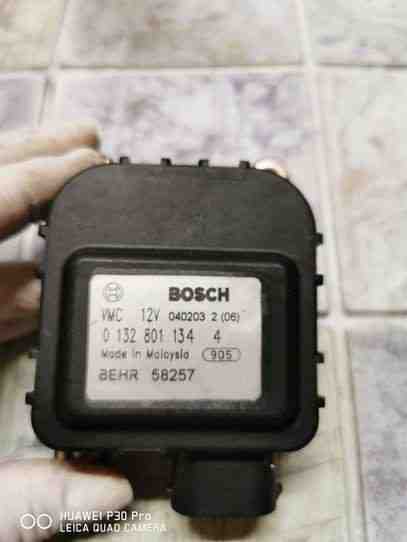 BOSCH
VMC 12V 040203 2 (06)
0 132 801 134 4
Made in Malaysia 905
BEHR 58257
HUAWEI P30 Pro
LEICA QUAD CAMERA